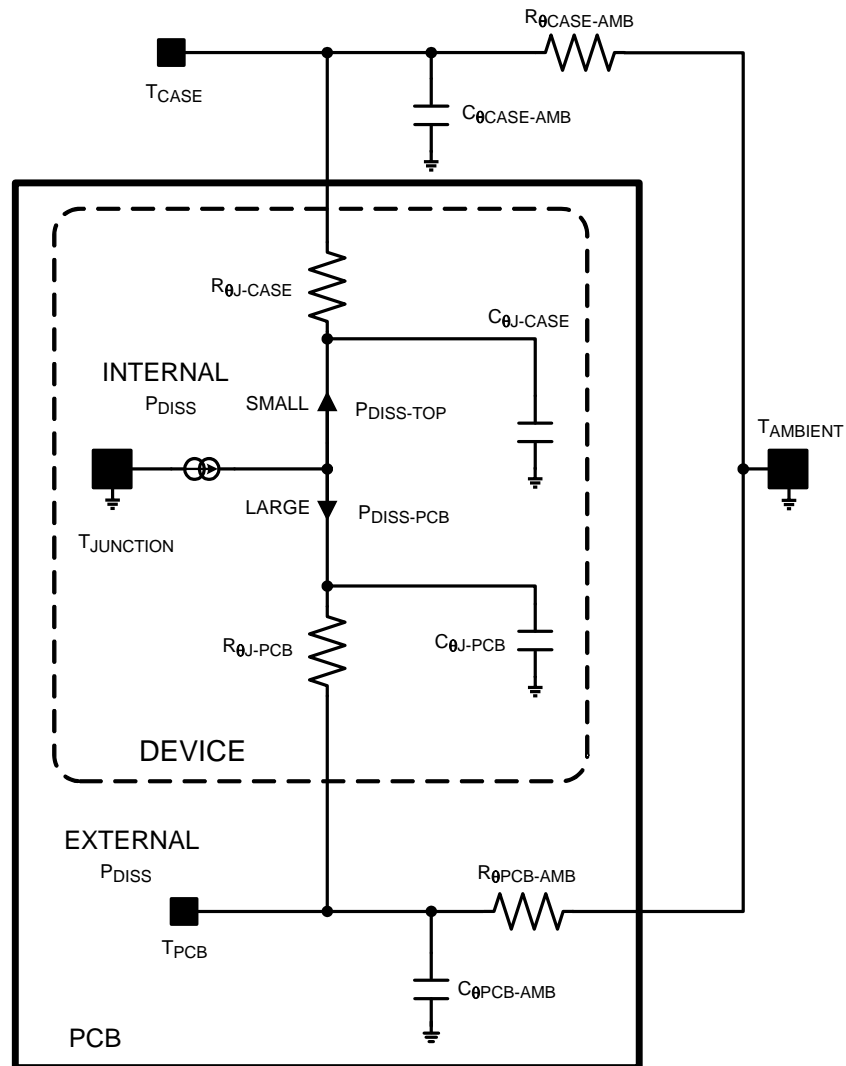 RθCASE-AMB
TCASE
CθCASE-AMB
RθJ-CASE
CθJ-CASE
INTERNAL
PDISS
SMALL
PDISS-TOP
TAMBIENT
LARGE
PDISS-PCB
TJUNCTION
RθJ-PCB
CθJ-PCB
DEVICE
EXTERNAL
PDISS
RθPCB-AMB
TPCB
CθPCB-AMB
PCB